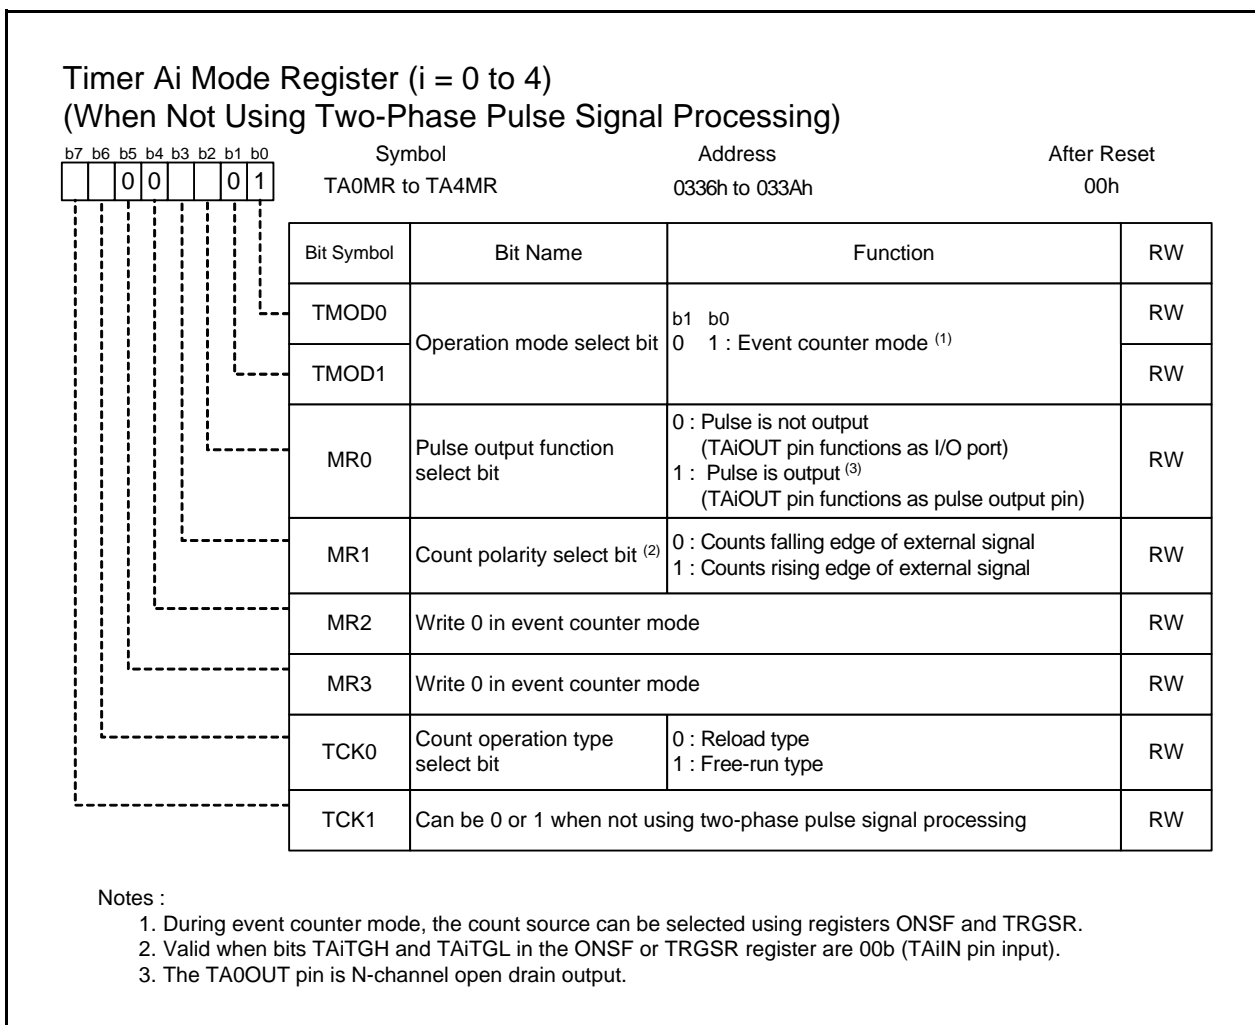 Timer Ai Mode Register (i = 0 to 4)
(When Not Using Two-Phase Pulse Signal Processing)
b7 b6 b5 b4 b3 b2 b1 b0
0 0 0 1
Symbol Address After Reset
TA0MR to TA4MR 0336h to 033Ah 00h
Bit Symbol Bit Name Function RW
TMOD0 RW
Operation mode select bit
b1 b0
0 1 : Event counter mode (1)
TMOD1 RW
MR0
Pulse output function
select bit
0 : Pulse is not output
(TAiOUT pin functions as I/O port)
1 : Pulse is output (3)
(TAiOUT pin functions as pulse output pin)
RW
MR1
Count polarity select bit (2)
0 : Counts falling edge of external signal
1 : Counts rising edge of external signal
RW
MR2 Write 0 in event counter mode RW
MR3 Write 0 in event counter mode RW
TCK0
Count operation type
select bit
0 : Reload type
1 : Free-run type
RW
TCK1 Can be 0 or 1 when not using two-phase pulse signal processing RW
Notes :
1. During event counter mode, the count source can be selected using registers ONSF and TRGSR.
2. Valid when bits TAiTGH and TAiTGL in the ONSF or TRGSR register are 00b (TAiIN pin input).
3. The TA0OUT pin is N-channel open drain output.